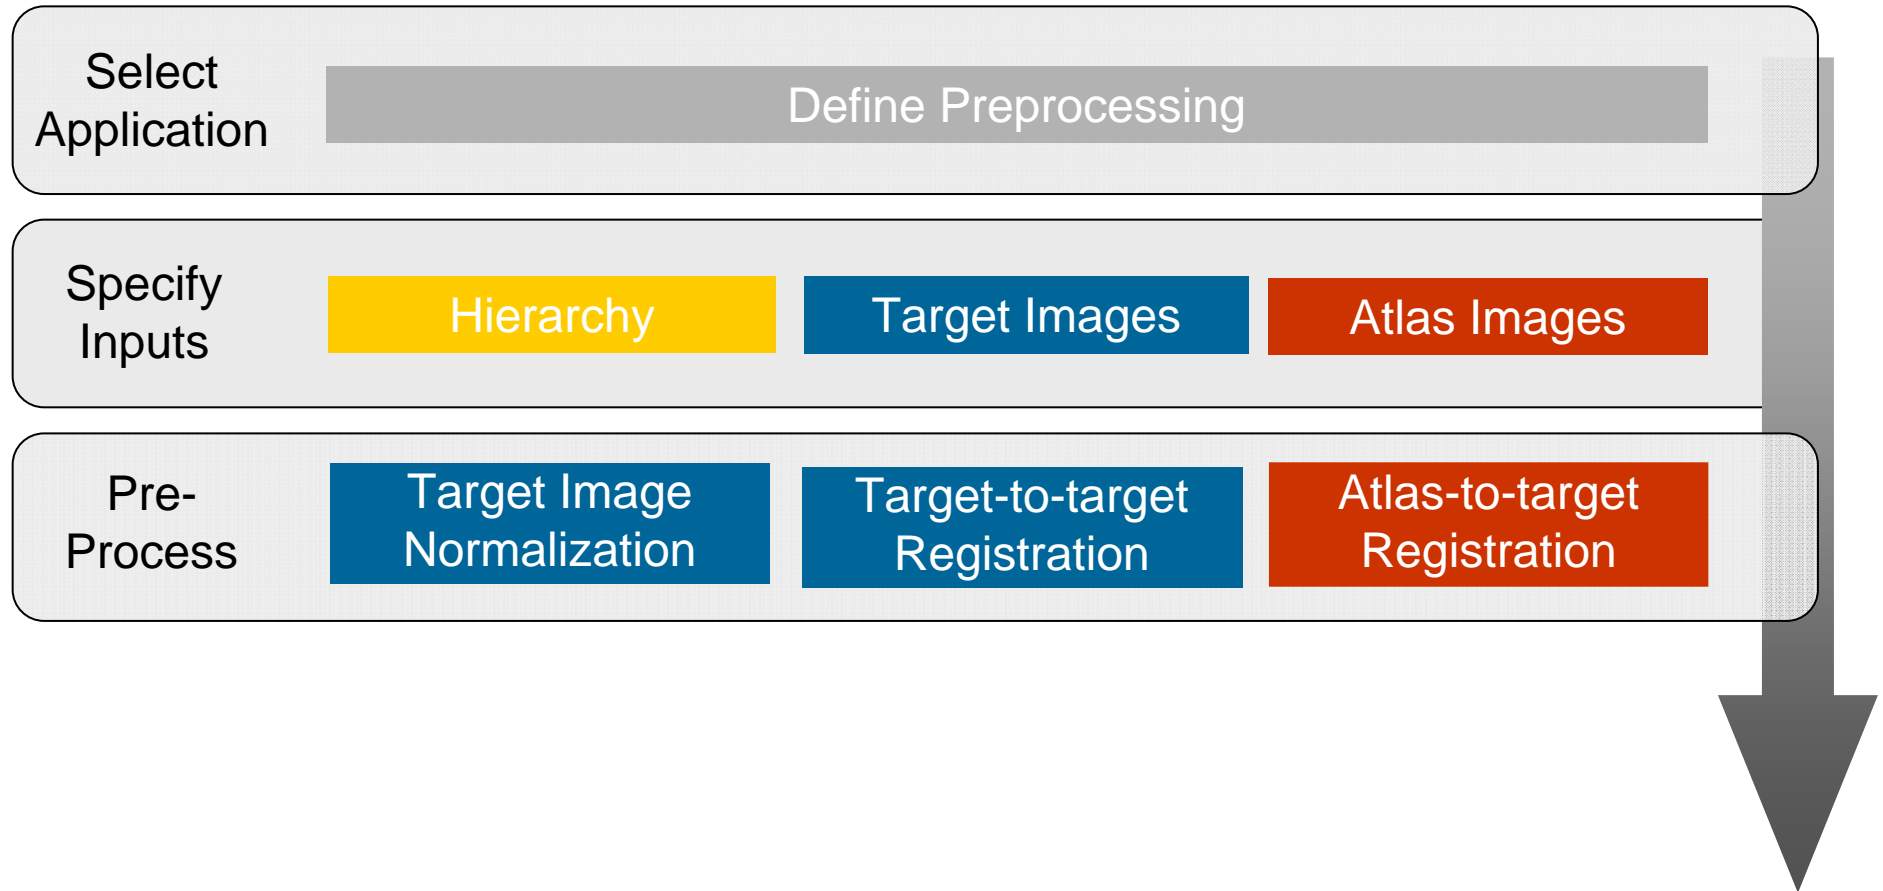 Select
Application
Define Preprocessing
Specify
Inputs
Hierarchy
Target Images
Atlas Images
Pre-
Process
Target Image
Normalization
Target-to-target
Registration
Atlas-to-target
Registration